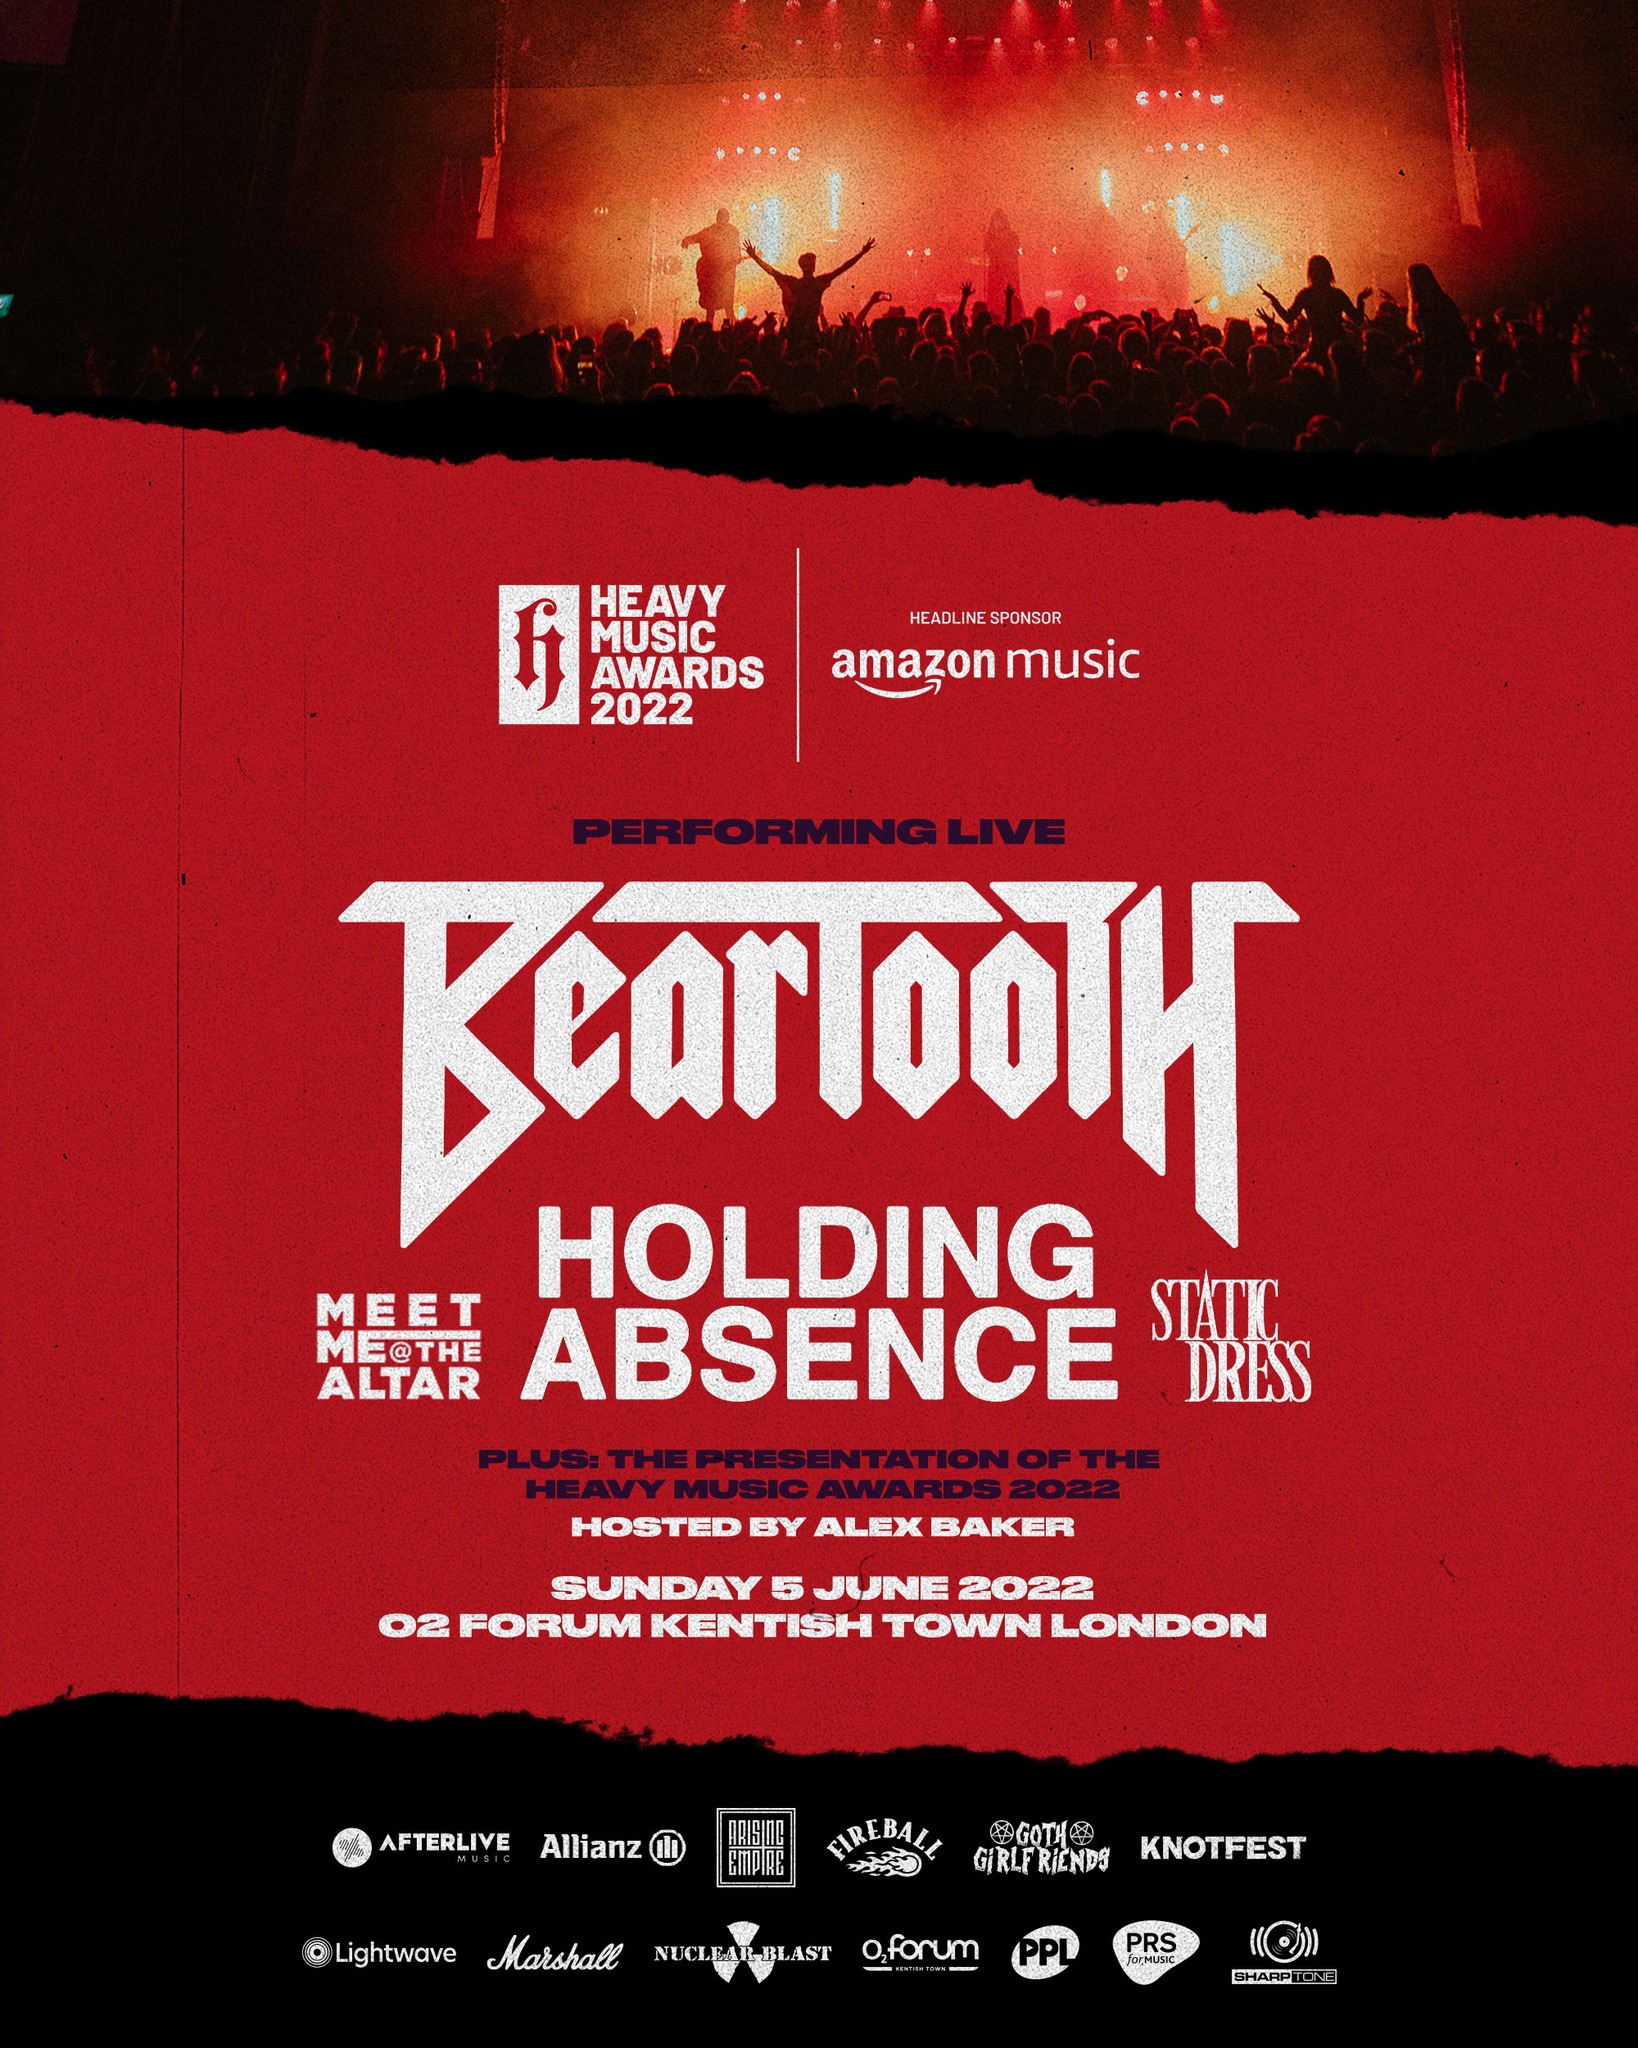 HEAVY
MUSIC
AWARDS
2022
HEADLINE SPONSOR
amazon music
PERFORMING LIVE
BEARTOOTH
HOLDING
ABSENCE
MEET
ME@THE
ALTAR
STATIC
DRESS
PLUS: THE PRESENTATION OF THE
HEAVY MUSIC AWARDS 2022
HOSTED BY ALEX BAKER
SUNDAY 5 JUNE 2022
O2 FORUM KENTISH TOWN LONDON
AFTERLIVE
MUSIC
Allianz
ARISING
EMPIRE
FIREBALL
GOTH
GIRLFRIENDS
KNOTFEST
Lightwave
Marshall
NUCLEAR BLAST
O2 forum
KENTISH TOWN
PPL
PRS
for MUSIC
SHARPTONE